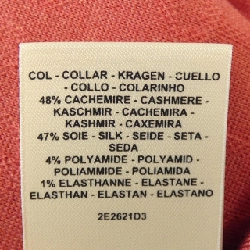 COL - COLLAR - KRAGEN - CUELLO
- COLLO - COLARINHO
48% CACHEMIRE - CASHMERE -
KASCHMIR - CACHEMIRA -
KASHMIR - CAXEMIRA
47% SOIE - SILK - SEIDE - SETA -
SEDA
4% POLYAMIDE - POLYAMID -
POLIAMMIDE - POLIAMIDA
1% ELASTHANNE - ELASTANE -
ELASTHAN - ELASTAN - ELASTANO
2E2621D3